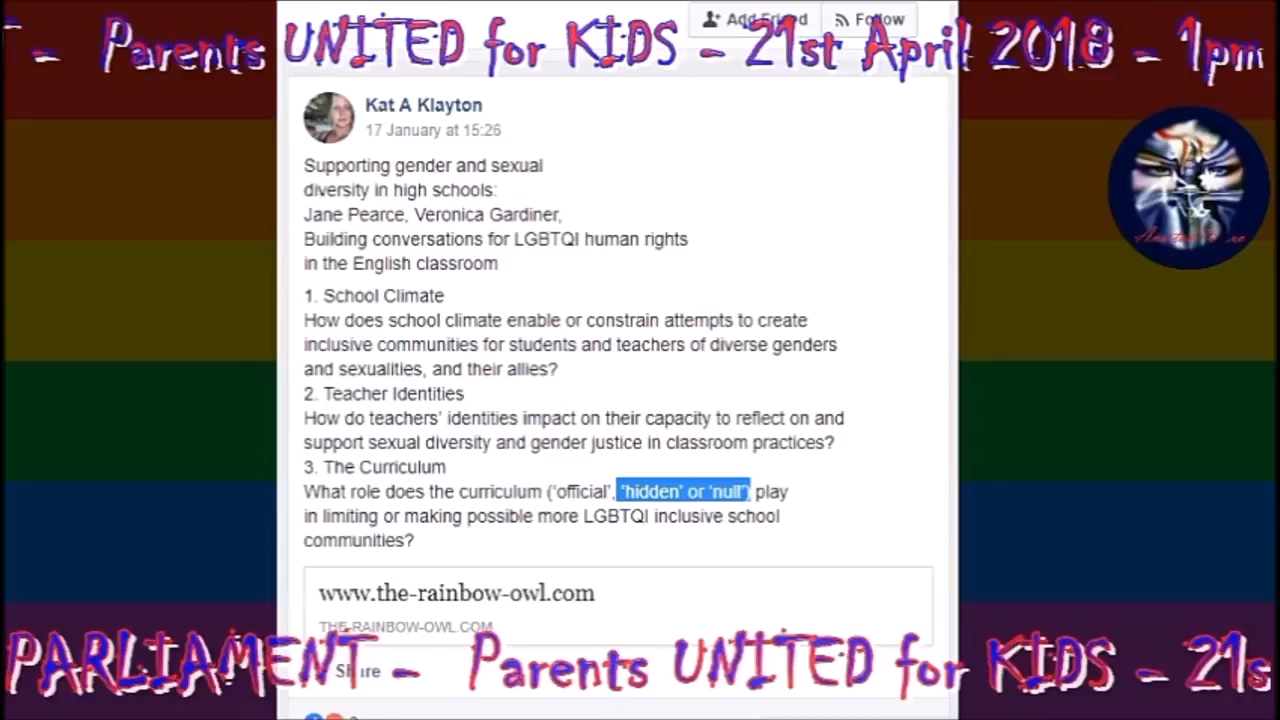 Add Friend Follow
- Parents UNITED for KIDS - 21st April 2018 - 1pm
Kat A Klayton
17 January at 15:26
Supporting gender and sexual
diversity in high schools:
Jane Pearce, Veronica Gardiner,
Building conversations for LGBTQI human rights
in the English classroom
1. School Climate
How does school climate enable or constrain attempts to create
inclusive communities for students and teachers of diverse genders
and sexualities, and their allies?
2. Teacher Identities
How do teachers’ identities impact on their capacity to reflect on and
support sexual diversity and gender justice in classroom practices?
3. The Curriculum
What role does the curriculum (‘official’, ‘hidden’ or ‘null’) play
in limiting or making possible more LGBTQI inclusive school
communities?
www.the-rainbow-owl.com
THE-RAINBOW-OWL.COM
PARLIAMENT - Parents UNITED for KIDS - 21s
Share